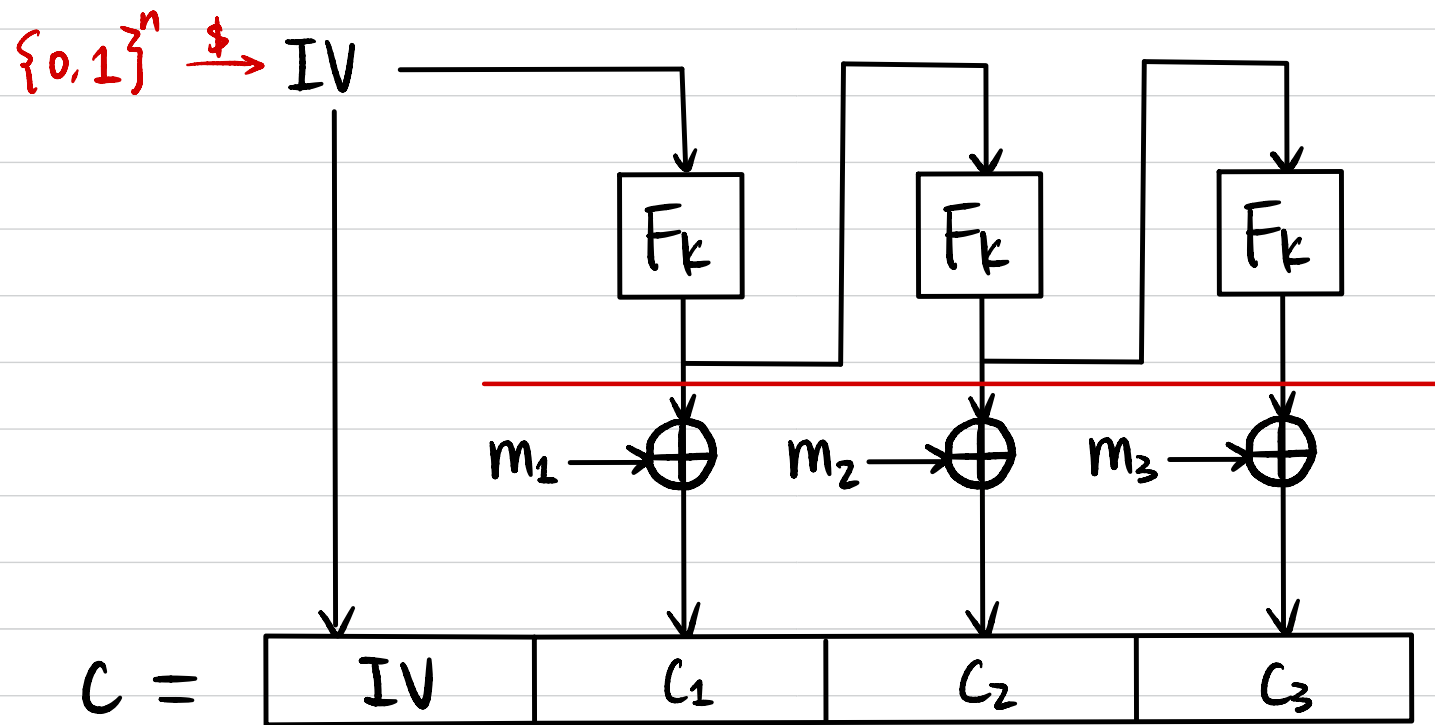 {0,1}^n $→ IV
F_k F_k F_k
m_1 m_2 m_3
C = IV C_1 C_2 C_3